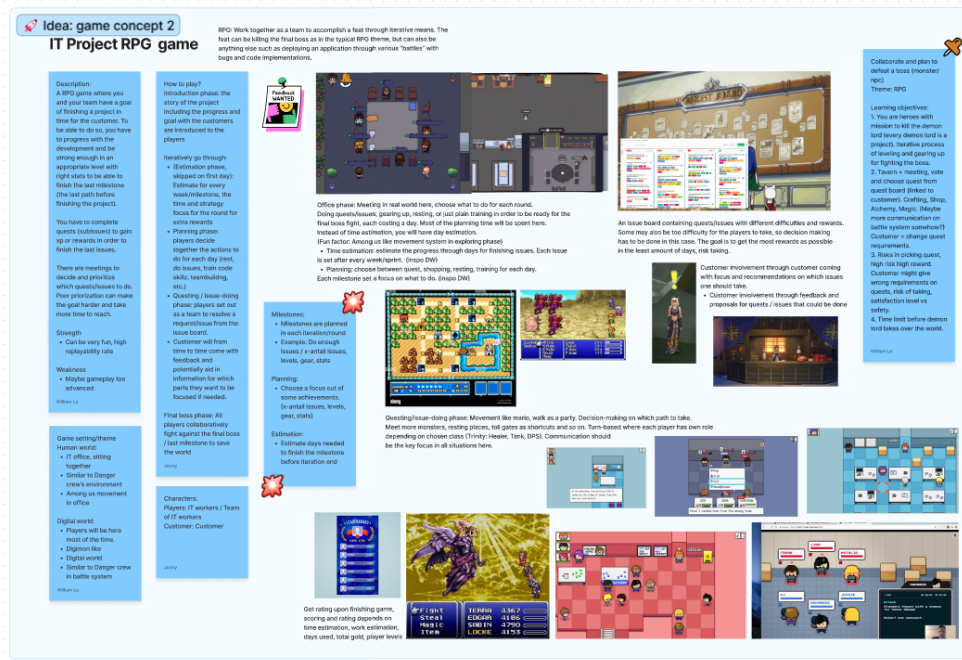 Idea: game concept 2
IT Project RPG game
RPG: Work together as a team to accomplish a feat through iterative means. The
feat can be killing the final boss as in the typical RPG theme, but can also be
anything else such as deploying an application through various "battles" with
bugs and code implementations.
Description:
A RPG game where you
and your team have a goal
of finishing a project in
time for the customer. To
be able to do so, you have
to progress with the
development and be
strong enough in an
appropriate level with
right stats to be able to
finish the last milestone
(the last path before
finishing the project).
You have to complete
quests (subissues) to gain
xp or rewards in order to
finish the last issues.
There are meetings to
decide and prioritize
which quests/issues to do.
Poor priorization can make
the goal harder and take
more time to reach.
Strength
• Can be very fun, high
replayability rate
Weakness
• Maybe gameplay too
advanced
William Lu
Game setting/theme
Human world:
• IT office, sitting
together
• Similar to Danger
crew's environment
• Among us movement
in office
Digital world:
• Players will be here
most of the time.
• Digimon like
• Digital world
• Similar to Danger crew
in battle system
William Lu
How to play?
Introduction phase: the
story of the project
including the progress and
goal with the customers
are introduced to the
players
Iteratively go through:
• (Estimation phase,
skipped on first day):
Estimate for every
week/milestone, the
time and strategy
focus for the round for
extra rewards
• Planning phase:
players decide
together the actions to
do for each day (rest,
do issues, train code
skillz, teambuilding,
etc.)
• Questing / Issue-doing
phase: players set out
as a team to resolve a
request/issue from the
issue board.
• Customer will from
time to time come with
feedback and
potentially aid in
information for which
parts they want to be
focused if needed.
Final boss phase: All
players collaborate
against the final boss
/ last milestone to save
the world
Jonny
Characters:
Players: IT workers / Team
of IT workers
Customer: Customer
Jonny
Feedback
WANTED
Milestones:
• Milestones are planned
in each iteration/round
• Example: Do enough
issues / x-antall issues,
levels, gear, stats
Planning:
• Choose a focus out of
some achievements.
(x-antall issues, levels,
gear, stats)
Estimation:
• Estimate days needed
to finish the milestone
before iteration end
Office phase: Meeting in real world here, choose what to do for each round.
Doing quests/issues, gearing up, resting, or just plain training in order to be ready for the
final boss fight, each costing a day. Most of the planning time will be spent here.
Instead of time estimation, you will have day estimation.
(Fun factor: Among us like movement system in exploring phase)
• Time estimation: estimate the progress through days for finishing issues. Each issue
is set after every week/sprint. (inspo DW)
• Planning: choose between quest, shopping, resting, training for each day.
Each milestone set a focus on what to do. (inspo DW)
An issue board containing quests/issues with different difficulties and rewards.
Some may also be too difficult for the players to take, so decision making
has to be done in this case. The goal is to get the most rewards as possible
in the least amount of days, risk taking.
Customer involvement through customer coming
with focus and recommendations on which issues
one should take.
• Customer involvement through feedback and
proposals for quests / issues that could be done
Questing/issue-doing phase: Movement like mario, walk as a party. Decision-making on which path to take.
Meet more monsters, resting places, toll gates as shortcuts and so on. Turn-based where each player has own role
depending on chosen class (Trinity: Healer, Tank, DPS). Communication should
be the key focus in all situations here.
Get rating upon finishing game,
scoring and rating depends on
time estimation, work estimation,
days used, total gold, player levels
Fight
Steal
Magic
Item
TERRA 4367
EDGAR 4186
SABIN 4790
LOCKE 4153
Collaborate and plan to
defeat a boss (monster/
npc)
Theme: RPG
Learning objectives:
1. You are heroes with
mission to kill the demon
lord (every demon lord is a
project). Iterative process
of leveling and gearing up
for fighting the boss.
2. Tavern = meeting, vote
and choose quest from
quest board (linked to
customer). Crafting, Shop,
Alchemy, Magic. (Maybe
more communication on
battle system somehow?)
Customer = change quest
requirements.
3. Risks in picking quest,
high risk high reward.
Customer might give
wrong requirements on
quests, risk of taking,
satisfaction level vs
safety.
4. Time limit before demon
lord takes over the world.
William Lu